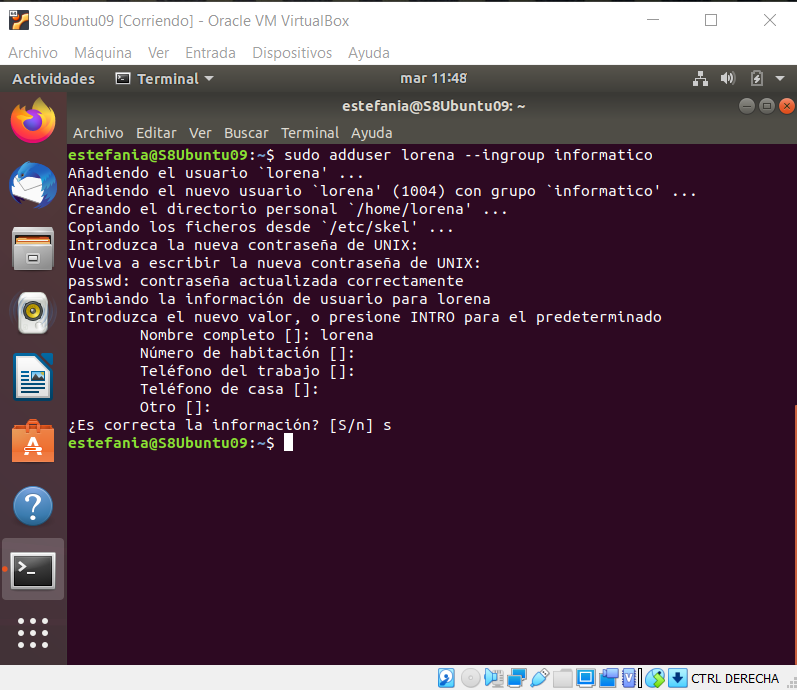 S8Ubuntu09 [Corriendo] - Oracle VM VirtualBox
Archivo Máquina Ver Entrada Dispositivos Ayuda
Actividades Terminal mar 11:48
estefania@S8Ubuntu09: ~
Archivo Editar Ver Buscar Terminal Ayuda
estefania@S8Ubuntu09:~$ sudo adduser lorena --ingroup informatico
Añadiendo el usuario `lorena' ...
Añadiendo el nuevo usuario `lorena' (1004) con grupo `informatico' ...
Creando el directorio personal `/home/lorena' ...
Copiando los ficheros desde `/etc/skel' ...
Introduzca la nueva contraseña de UNIX:
Vuelva a escribir la nueva contraseña de UNIX:
passwd: contraseña actualizada correctamente
Cambiando la información de usuario para lorena
Introduzca el nuevo valor, o presione INTRO para el predeterminado
Nombre completo []: lorena
Número de habitación []:
Teléfono del trabajo []:
Teléfono de casa []:
Otro []:
¿Es correcta la información? [S/n] s
estefania@S8Ubuntu09:~$
CTRL DERECHA